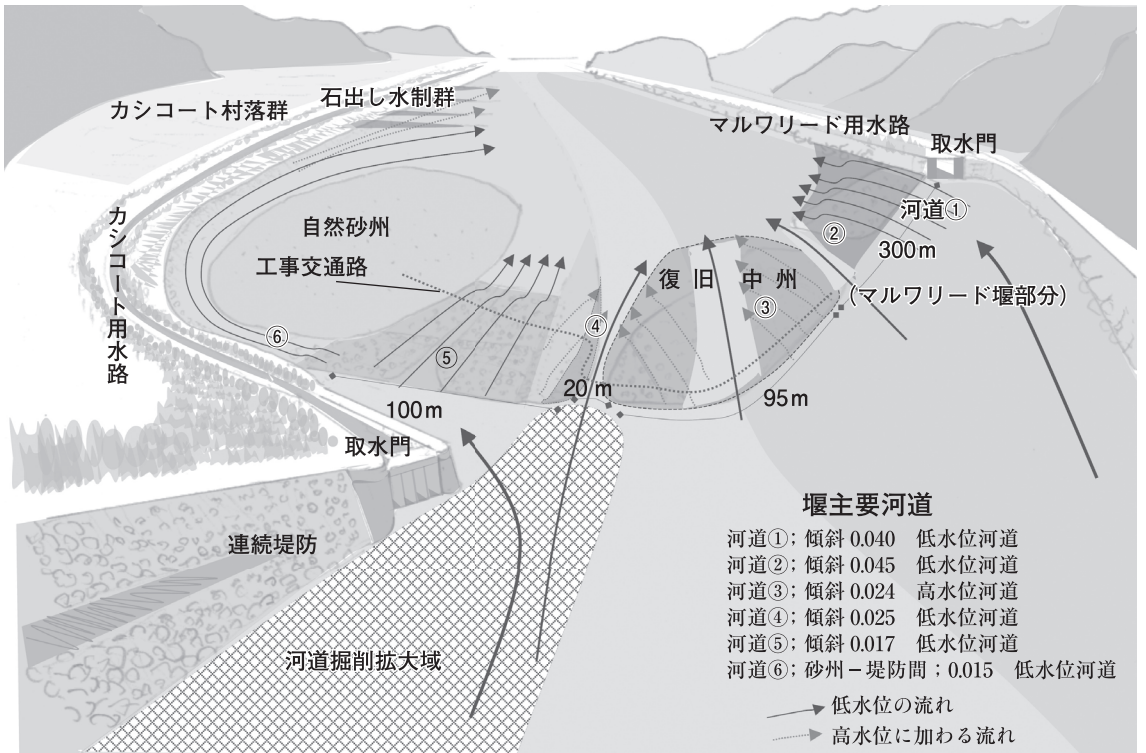 カシコート村落群
石出し水制群
マルワリード用水路
取水門
カシコート用水路
自然砂州
工事交通路
河道①
②
300m
復旧 中州
(マルワリード堰部分)
③
④
⑥
⑤
20m
95m
100m
取水門
連続堤防
河道掘削拡大域
堰主要河道
河道①; 傾斜 0.040 低水位河道
河道②; 傾斜 0.045 低水位河道
河道③; 傾斜 0.024 高水位河道
河道④; 傾斜 0.025 低水位河道
河道⑤; 傾斜 0.017 低水位河道
河道⑥; 砂州－堤防間 ; 0.015 低水位河道
低水位の流れ
高水位に加わる流れ